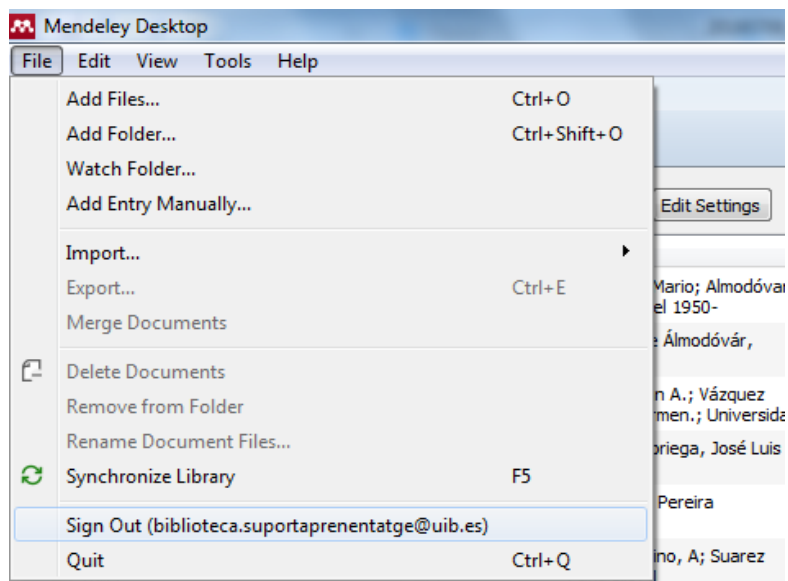 Mendeley Desktop
File Edit View Tools Help
Add Files... Ctrl+O
Add Folder... Ctrl+Shift+O
Watch Folder...
Add Entry Manually...
Edit Settings
Import...
Export... Ctrl+E
Merge Documents
Mario; Almodóvar
el 1950-
Álmodóvár,
Delete Documents
Remove from Folder
Rename Document Files...
n A.; Vázquez
men.; Universida
oriega, José Luis
Synchronize Library F5
Pereira
Sign Out (biblioteca.suportaprenentatge@uib.es)
Quit Ctrl+Q
ino, A; Suarez